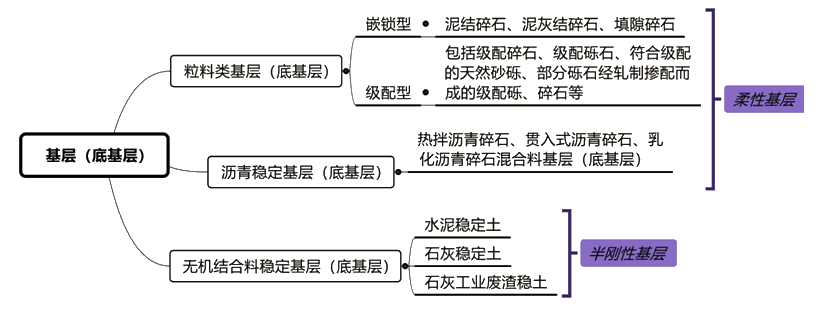 基层（底基层）
粒料类基层（底基层）
嵌锁型
泥结碎石、泥灰结碎石、填隙碎石
级配型
包括级配碎石、级配砾石、符合级配
的天然砂砾、部分砾石经轧制掺配而
成的级配砾、碎石等
沥青稳定基层（底基层）
热拌沥青碎石、贯入式沥青碎石、乳
化沥青碎石混合料基层（底基层）
柔性基层
无机结合料稳定基层（底基层）
水泥稳定土
石灰稳定土
石灰工业废渣稳土
半刚性基层